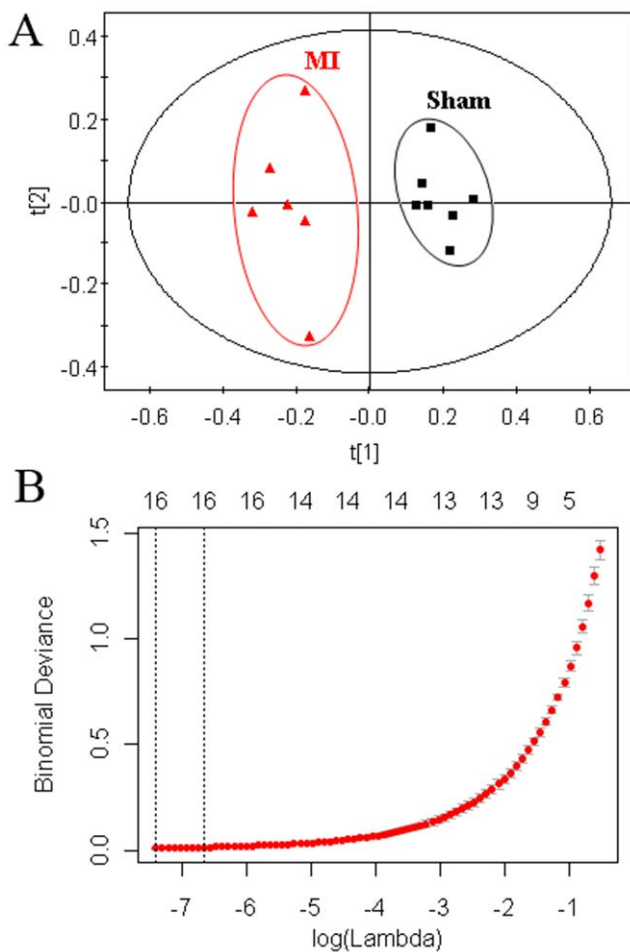 A
MI
Sham
0.4
0.2
-0.0
-0.2
-0.4
t[2]
-0.6 -0.4 -0.2 -0.0 0.2 0.4 0.6
t[1]
B
16 16 16 14 14 14 13 13 9 5
1.5
1.0
0.5
0.0
Binomial Deviance
-7 -6 -5 -4 -3 -2 -1
log(Lambda)